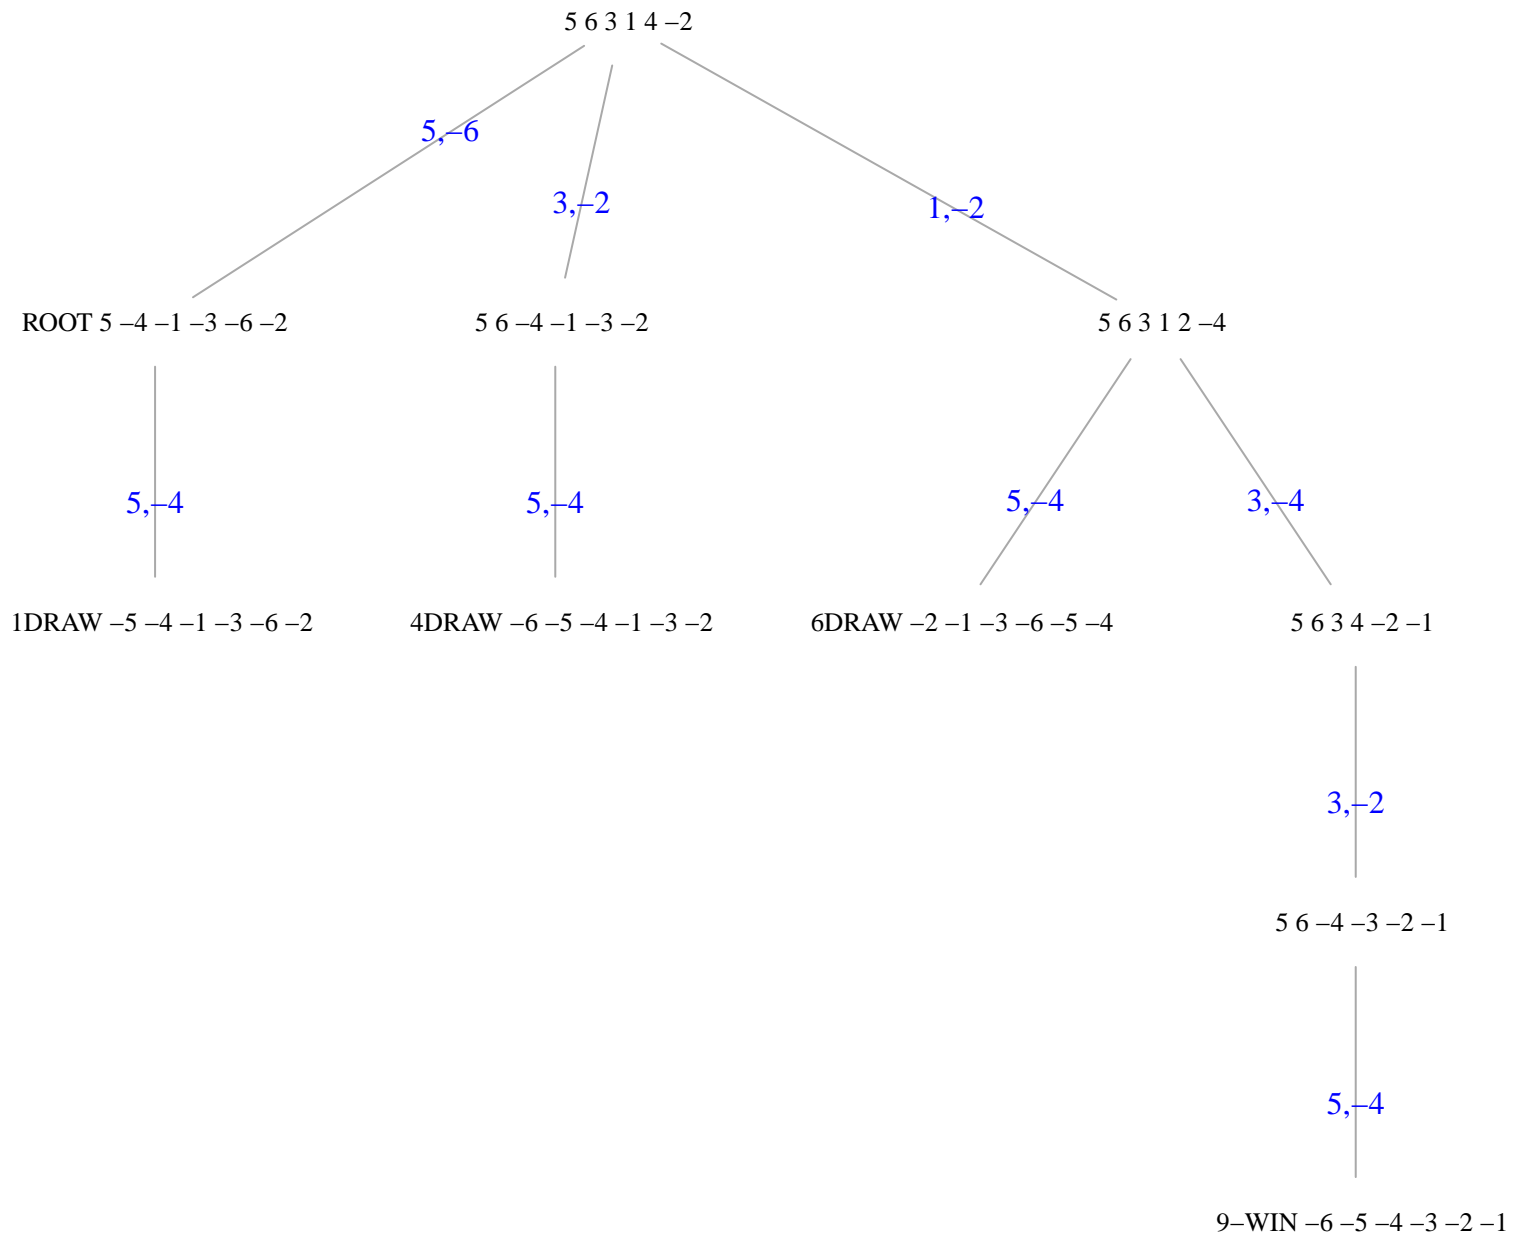 5 6 3 1 4 –2
5,–6
3,–2
1,–2
ROOT 5 –4 –1 –3 –6 –2
5 6 –4 –1 –3 –2
5 6 3 1 2 –4
5,–4
5,–4
5,–4
3,–4
1DRAW –5 –4 –1 –3 –6 –2
4DRAW –6 –5 –4 –1 –3 –2
6DRAW –2 –1 –3 –6 –5 –4
5 6 3 4 –2 –1
3,–2
5 6 –4 –3 –2 –1
5,–4
9–WIN –6 –5 –4 –3 –2 –1